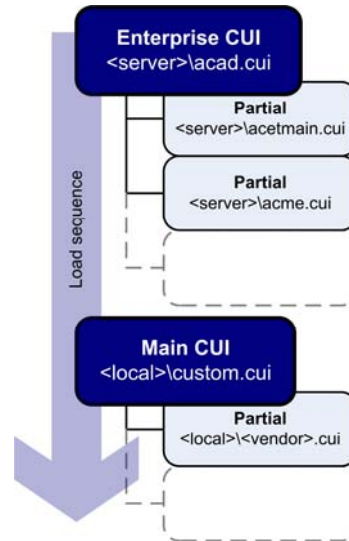 Enterprise CUI
<server>\acad.cui
Partial
<server>\acetmain.cui
Partial
<server>\acme.cui
Load sequence
Main CUI
<local>\custom.cui
Partial
<local>\<vendor>.cui